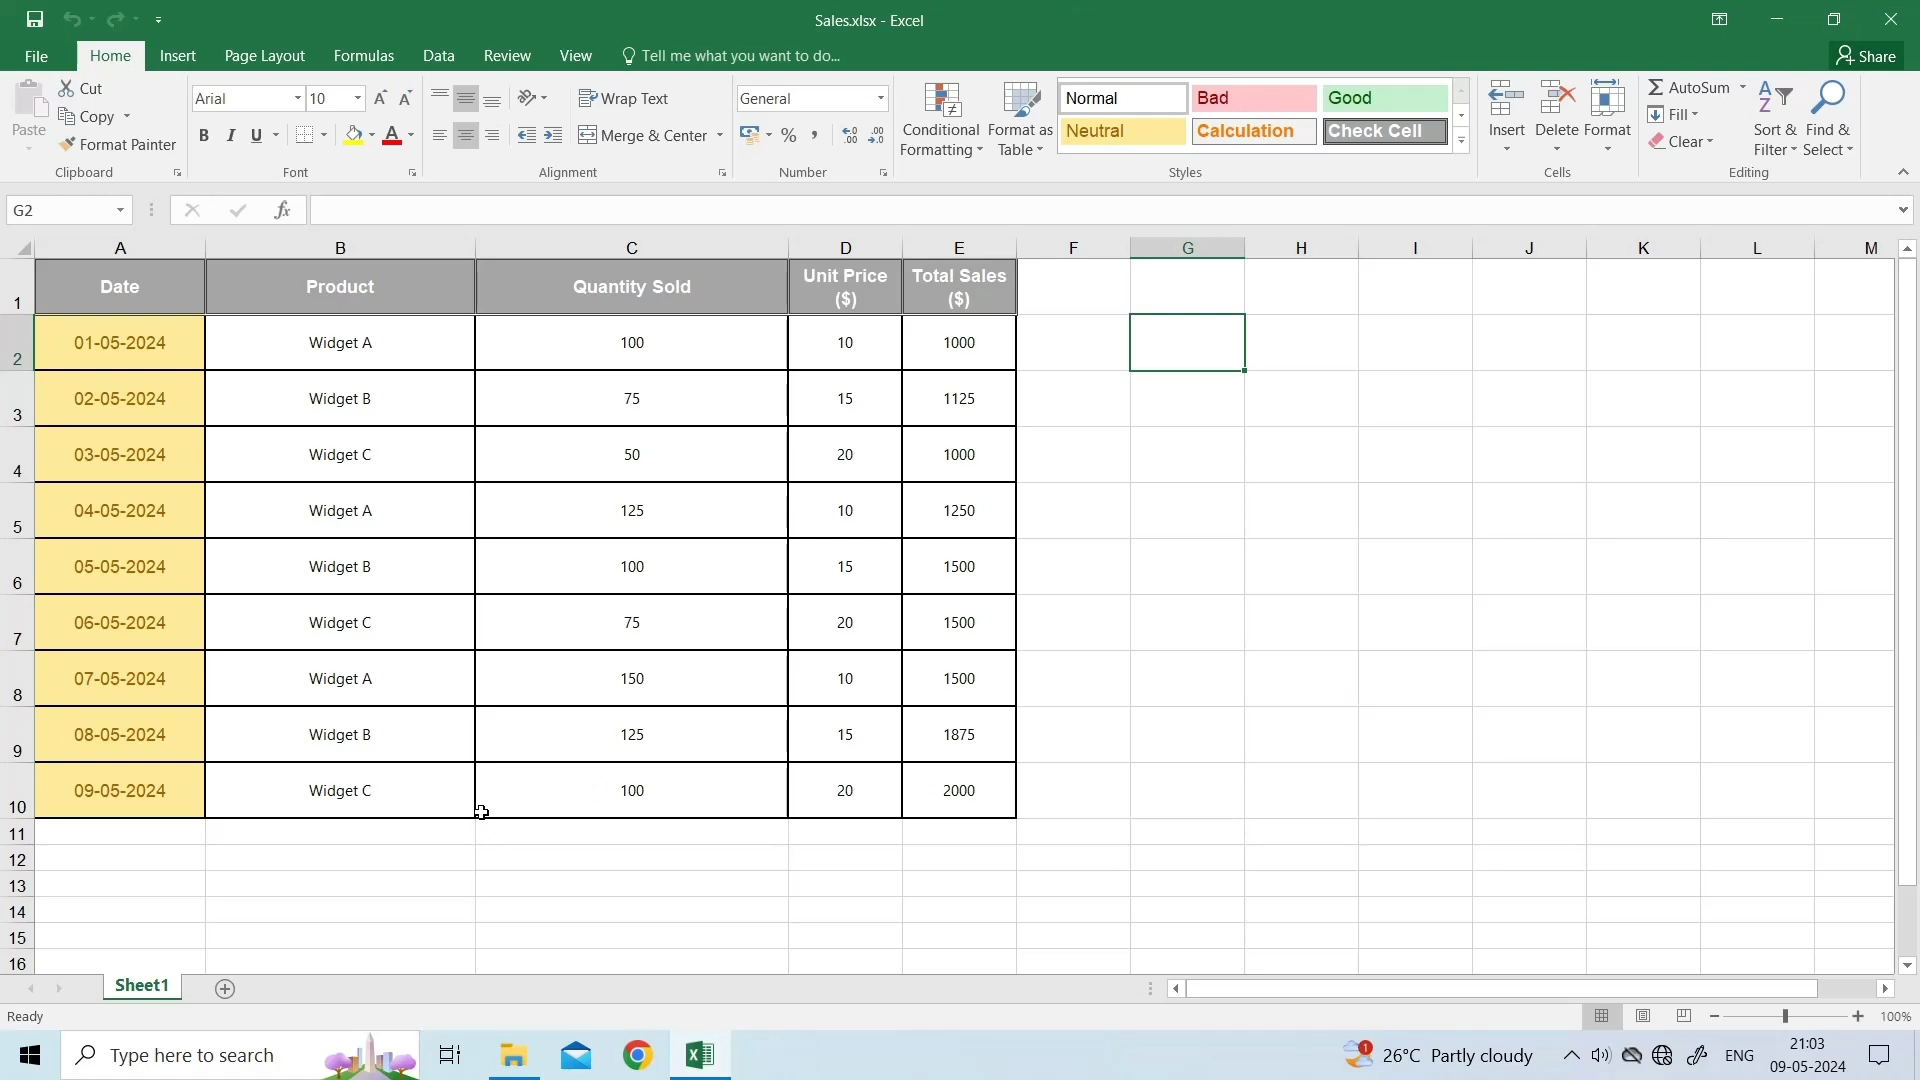 Sales.xlsx - Excel
File Home Insert Page Layout Formulas Data Review View Tell me what you want to do... Share
Paste
Cut
Copy
Format Painter
Clipboard
Arial 10
B I U A
Font
Wrap Text
Merge & Center
Alignment
General
% ,
Number
Conditional Formatting
Format as Table
Normal Bad Good
Neutral Calculation Check Cell
Styles
Insert Delete Format
Cells
AutoSum
Fill
Clear
Sort & Filter
Find & Select
Editing
G2 fx
A B C D E F G H I J K L M
1 Date Product Quantity Sold Unit Price ($) Total Sales ($)
2 01-05-2024 Widget A 100 10 1000
3 02-05-2024 Widget B 75 15 1125
4 03-05-2024 Widget C 50 20 1000
5 04-05-2024 Widget A 125 10 1250
6 05-05-2024 Widget B 100 15 1500
7 06-05-2024 Widget C 75 20 1500
8 07-05-2024 Widget A 150 10 1500
9 08-05-2024 Widget B 125 15 1875
10 09-05-2024 Widget C 100 20 2000
11
12
13
14
15
16
Sheet1
Ready 100%
Type here to search 1 26°C Partly cloudy ENG 21:03
09-05-2024